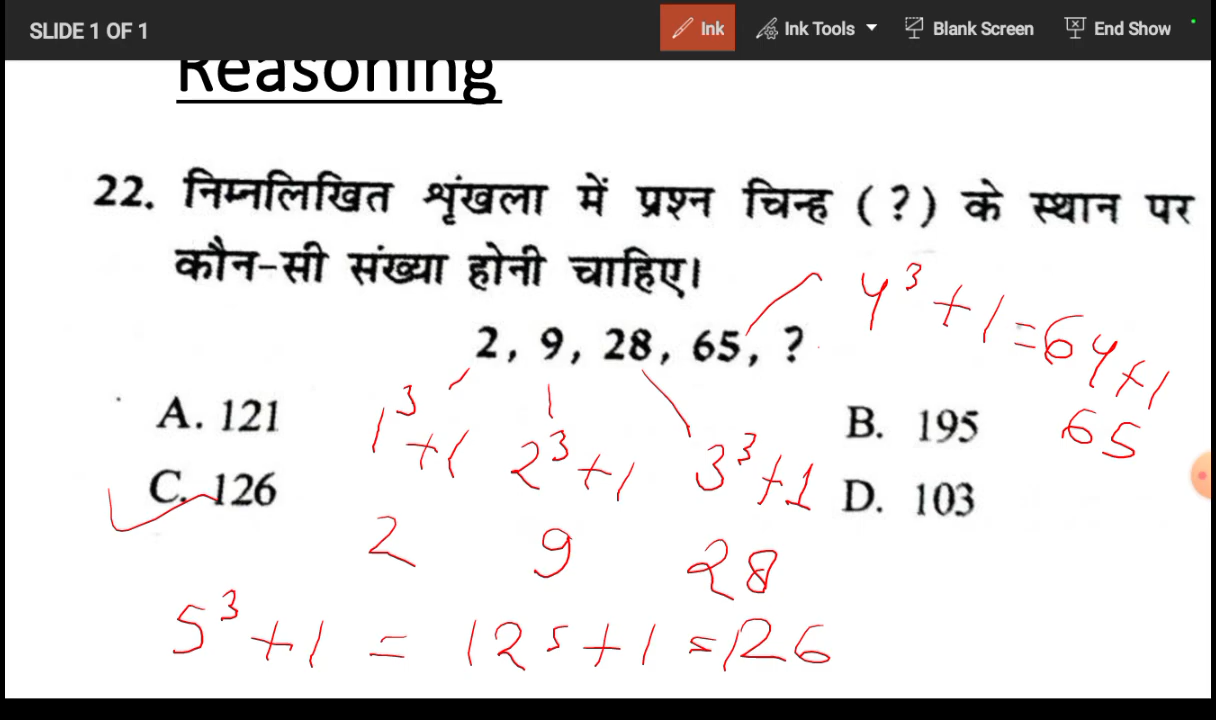 SLIDE 1 OF 1 Ink Ink Tools Blank Screen End Show
Reasoning
22. निम्नलिखित शृंखला में प्रश्न चिन्ह (?) के स्थान पर
कौन-सी संख्या होनी चाहिए।
4³+1=64+1
65
2, 9, 28, 65, ?
A. 121
B. 195
C. 126
D. 103
1³+1 2³+1 3³+1
2 9 28
5³+1 = 125+1=126